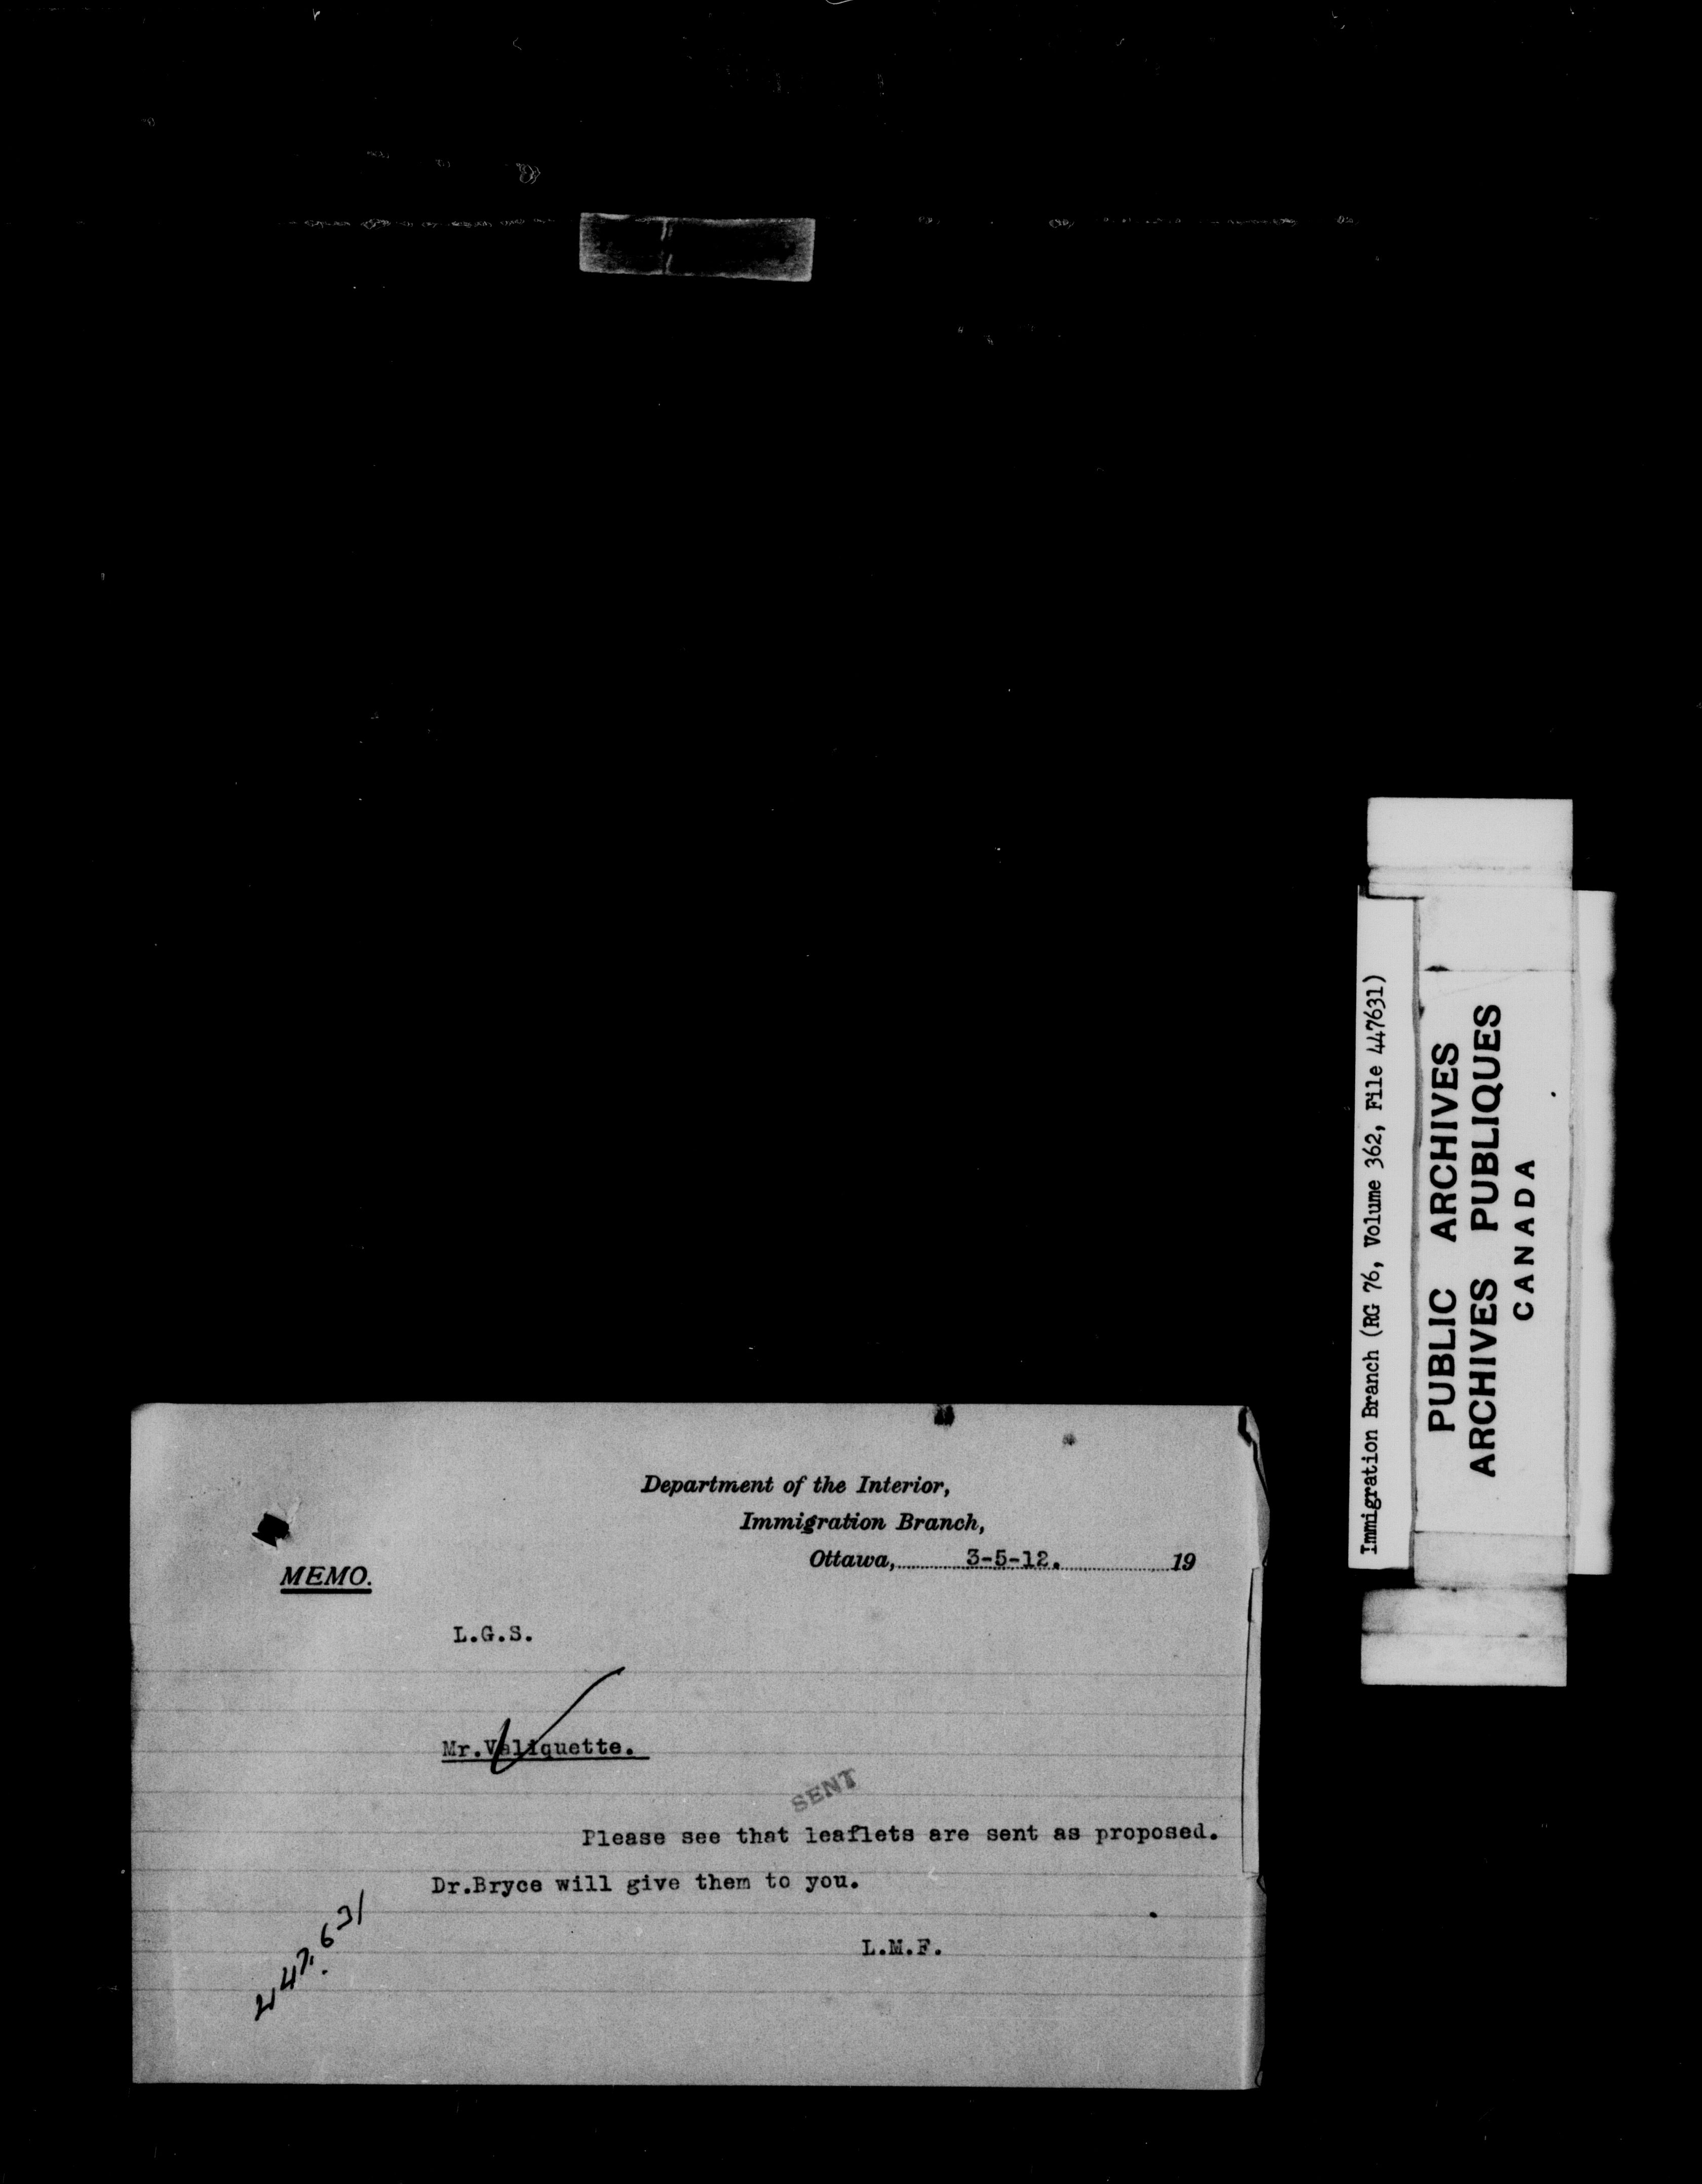 Department of the Interior,
Immigration Branch,
Ottawa, 3-5-12. 19
MEMO.
L.G.S.
Mr.Valiquette.
SENT
Please see that leaflets are sent as proposed.
Dr.Bryce will give them to you.
L.M.F.
447.631
Immigration Branch (RG 76, Volume 362, File 447631)
PUBLIC ARCHIVES
ARCHIVES PUBLIQUES
CANADA